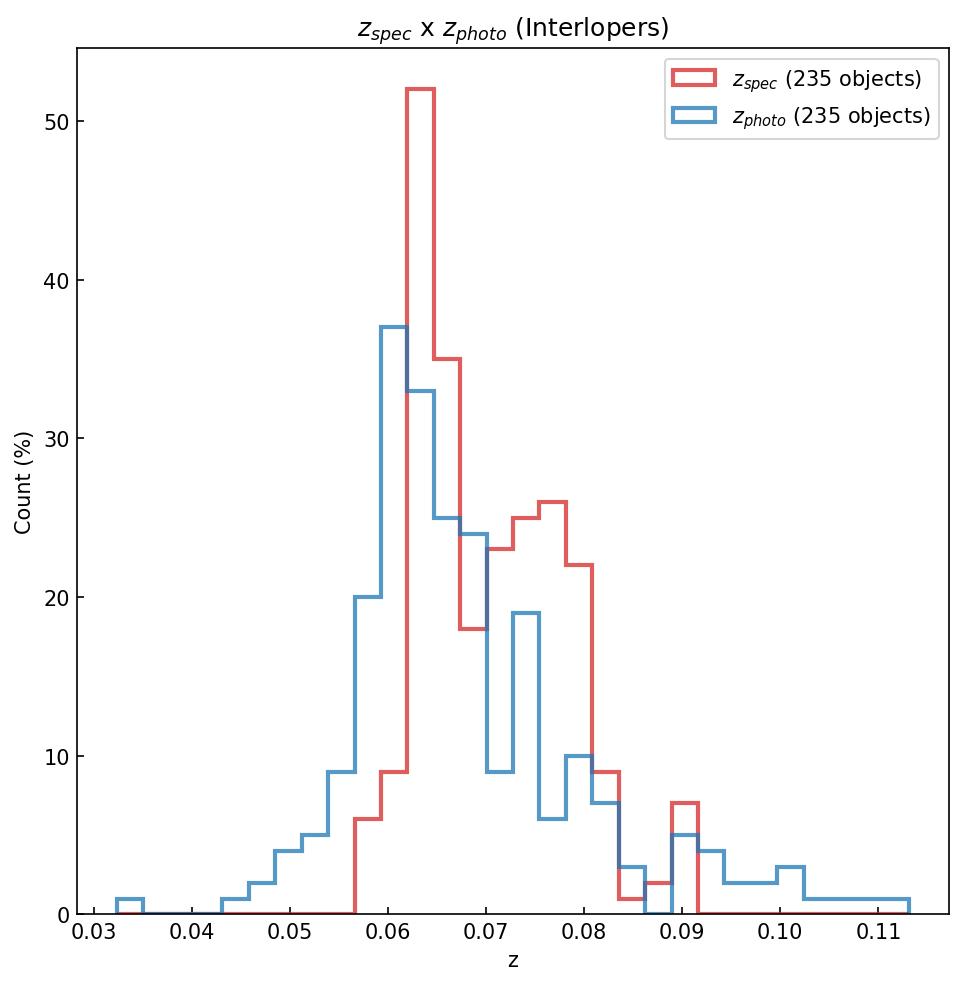 z_spec x z_photo (Interlopers)
z_spec (235 objects)
z_photo (235 objects)
Count (%)
50
40
30
20
10
0
0.03 0.04 0.05 0.06 0.07 0.08 0.09 0.10 0.11
z